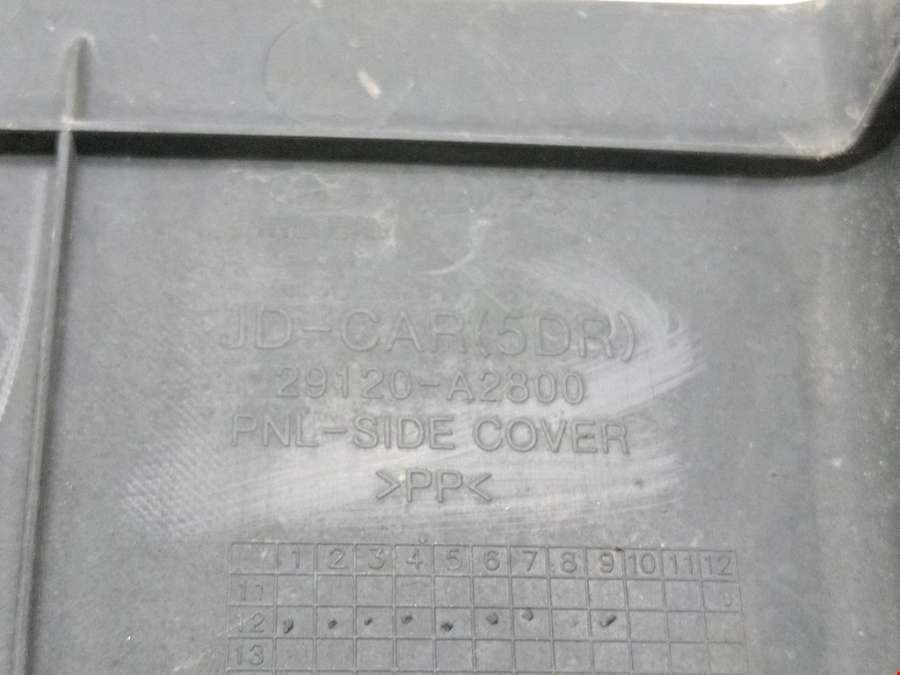 JD-CAR(5DR)
29120-A2800
PNL-SIDE COVER
>PP<
1 2 3 4 5 6 7 8 9 10 11 12
11
12
13